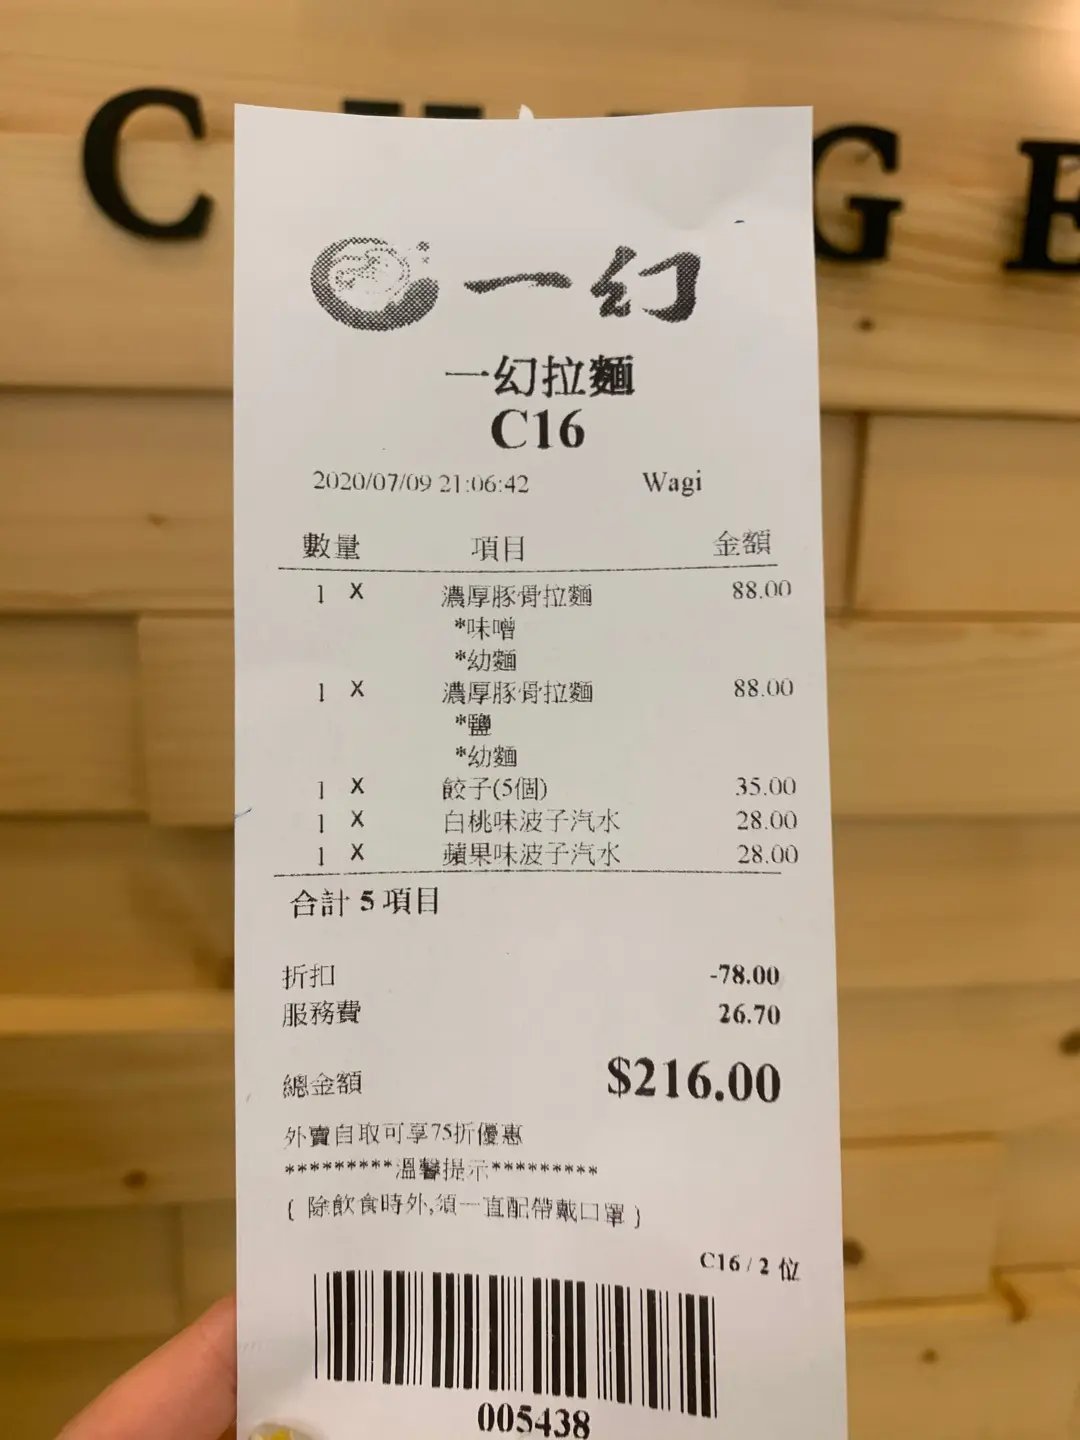 C H G E
一幻
一幻拉麵
C16
2020/07/09 21:06:42 Wagi
數量 項目 金額
1 X 濃厚豚骨拉麵 88.00
*味噌
*幼麵
1 X 濃厚豚骨拉麵 88.00
*鹽
*幼麵
1 X 餃子(5個) 35.00
1 X 白桃味波子汽水 28.00
1 X 蘋果味波子汽水 28.00
合計 5 項目
折扣 -78.00
服務費 26.70
總金額 $216.00
外賣自取可享75折優惠
*********溫馨提示*********
{ 除飲食時外,須一直配帶戴口罩 }
C16 / 2 位
005438